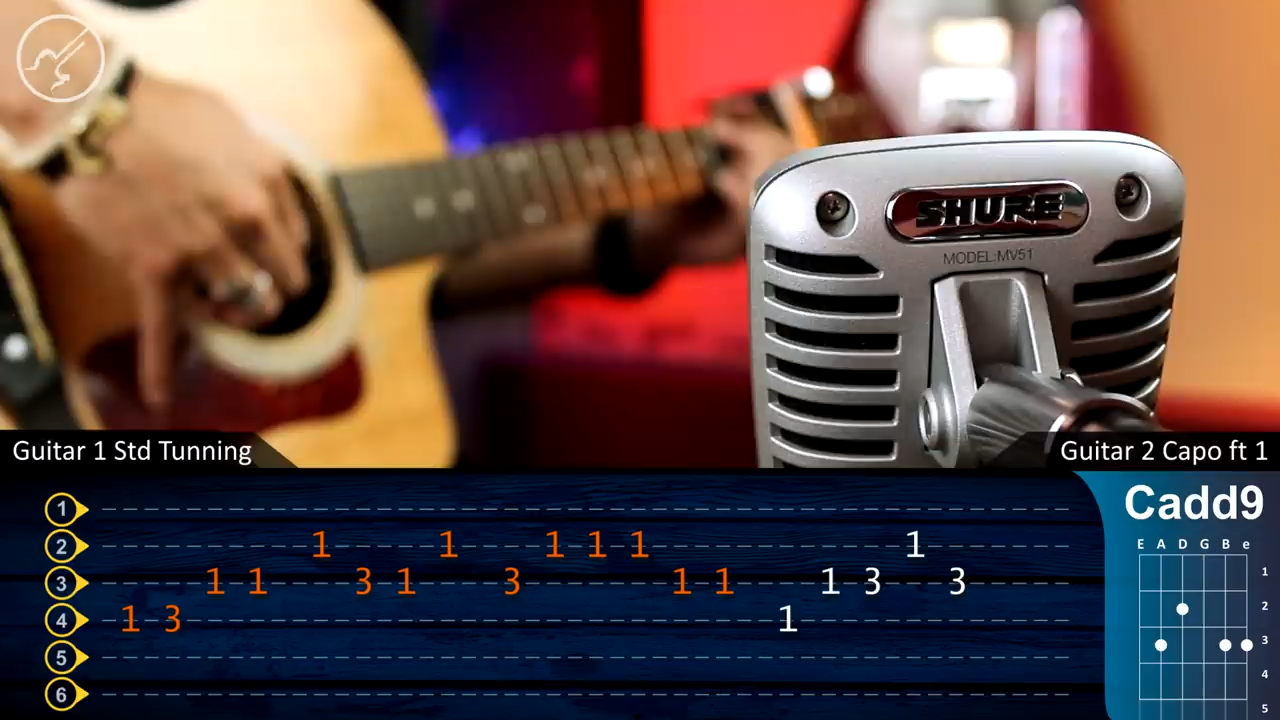 SHURE
MODEL:MV51
Guitar 1 Std Tunning
Guitar 2 Capo ft 1
Cadd9
E A D G B e
1
2
3
4
5
1
2 1 1 1 1 1 1
3 1 1 3 1 3 1 1 1 3 3
4 1 3 1
5
6